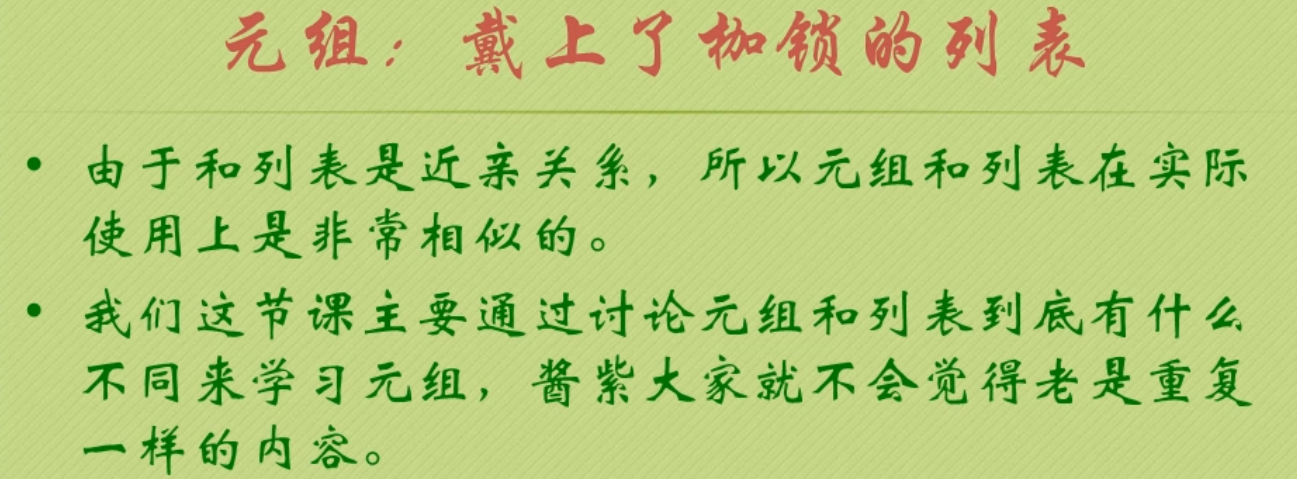 元组：戴上了枷锁的列表
• 由于和列表是近亲关系，所以元组和列表在实际
使用上是非常相似的。
• 我们这节课主要通过讨论元组和列表到底有什么
不同来学习元组，酱紫大家就不会觉得老是重复
一样的内容。